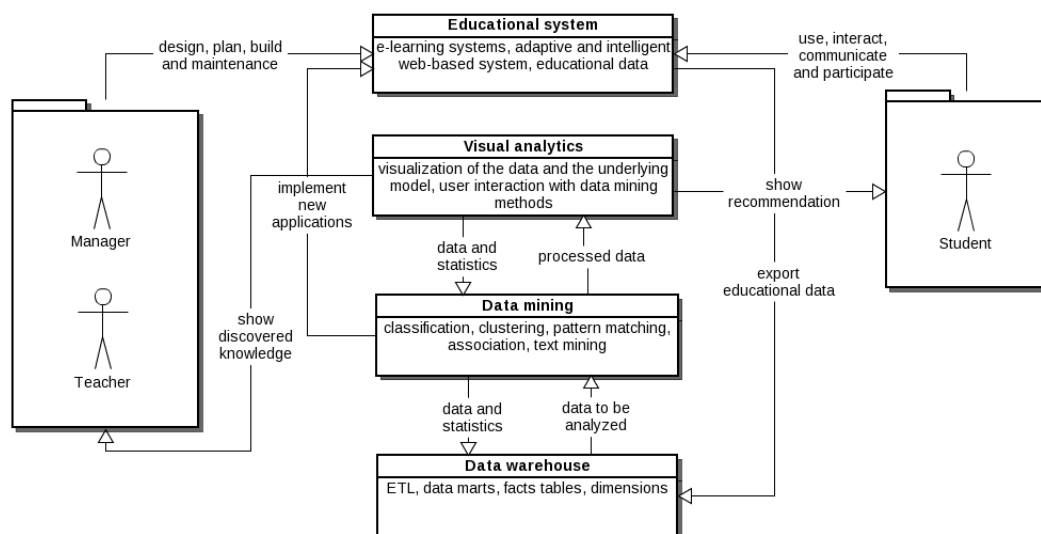 Educational system
e-learning systems, adaptive and intelligent
web-based system, educational data
design, plan, build
and maintenance
use, interact,
communicate
and participate
Manager
Teacher
Visual analytics
visualization of the data and the underlying
model, user interaction with data mining
methods
implement
new
applications
show
recommendation
Student
data and
statistics
processed data
export
educational data
show
discovered
knowledge
Data mining
classification, clustering, pattern matching,
association, text mining
data and
statistics
data to be
analyzed
Data warehouse
ETL, data marts, facts tables, dimensions